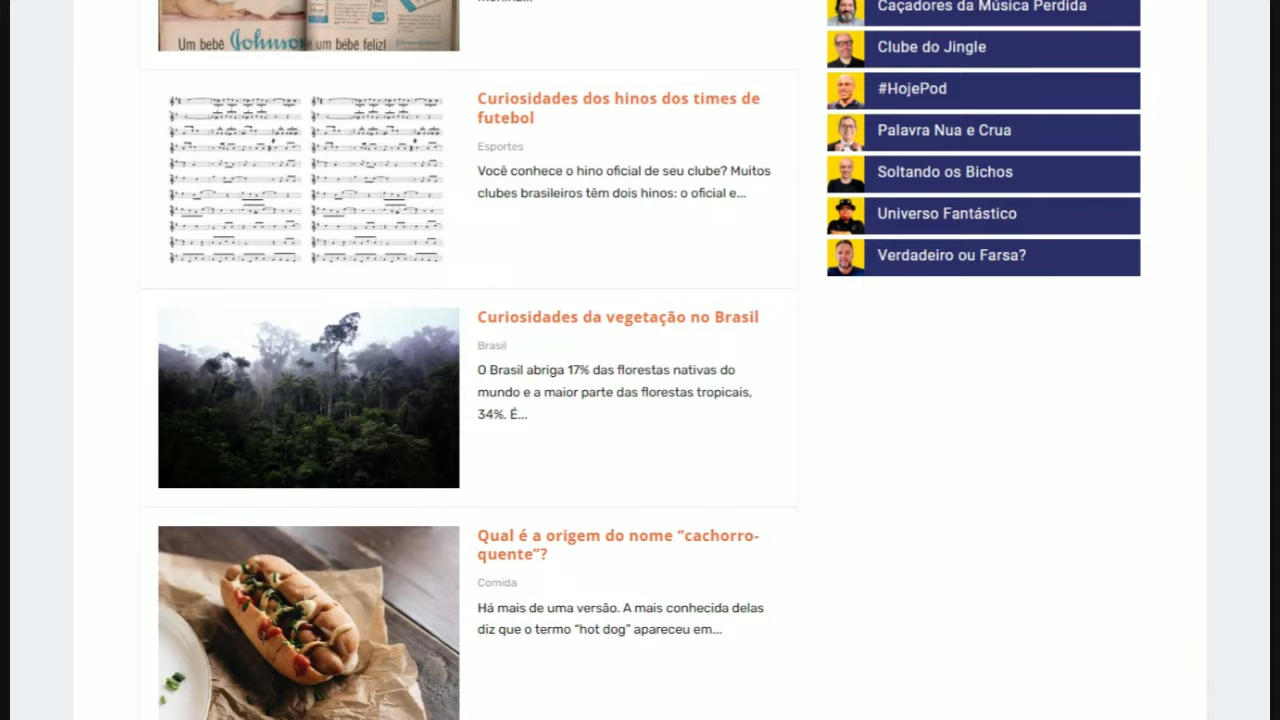 Um bebê Johnson é um bebê feliz!
Curiosidades dos hinos dos times de
futebol
Esportes
Você conhece o hino oficial de seu clube? Muitos
clubes brasileiros têm dois hinos: o oficial e...
Curiosidades da vegetação no Brasil
Brasil
O Brasil abriga 17% das florestas nativas do
mundo e a maior parte das florestas tropicais,
34%. É...
Qual é a origem do nome “cachorro-
quente”?
Comida
Há mais de uma versão. A mais conhecida delas
diz que o termo “hot dog” apareceu em...
Caçadores da Música Perdida
Clube do Jingle
#HojePod
Palavra Nua e Crua
Soltando os Bichos
Universo Fantástico
Verdadeiro ou Farsa?